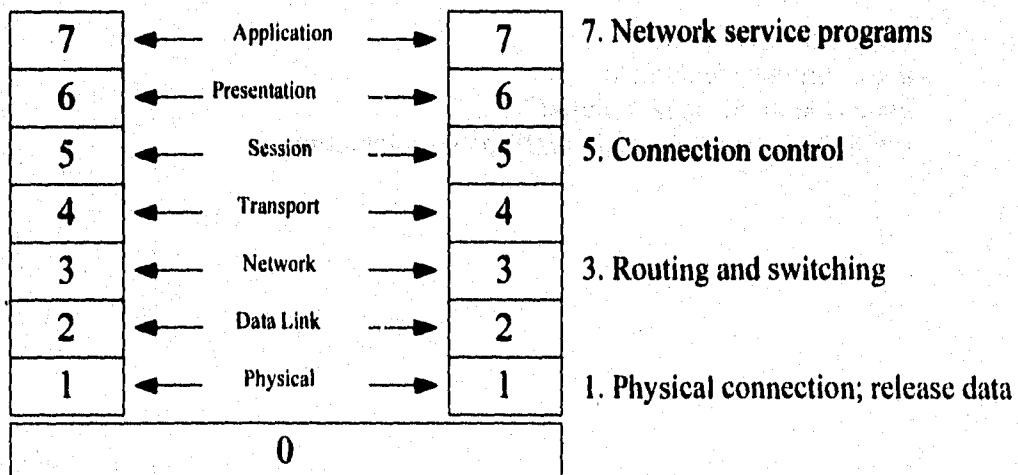 7 Application 7 7. Network service programs
6 Presentation 6
5 Session 5 5. Connection control
4 Transport 4
3 Network 3 3. Routing and switching
2 Data Link 2
1 Physical 1 1. Physical connection; release data
0